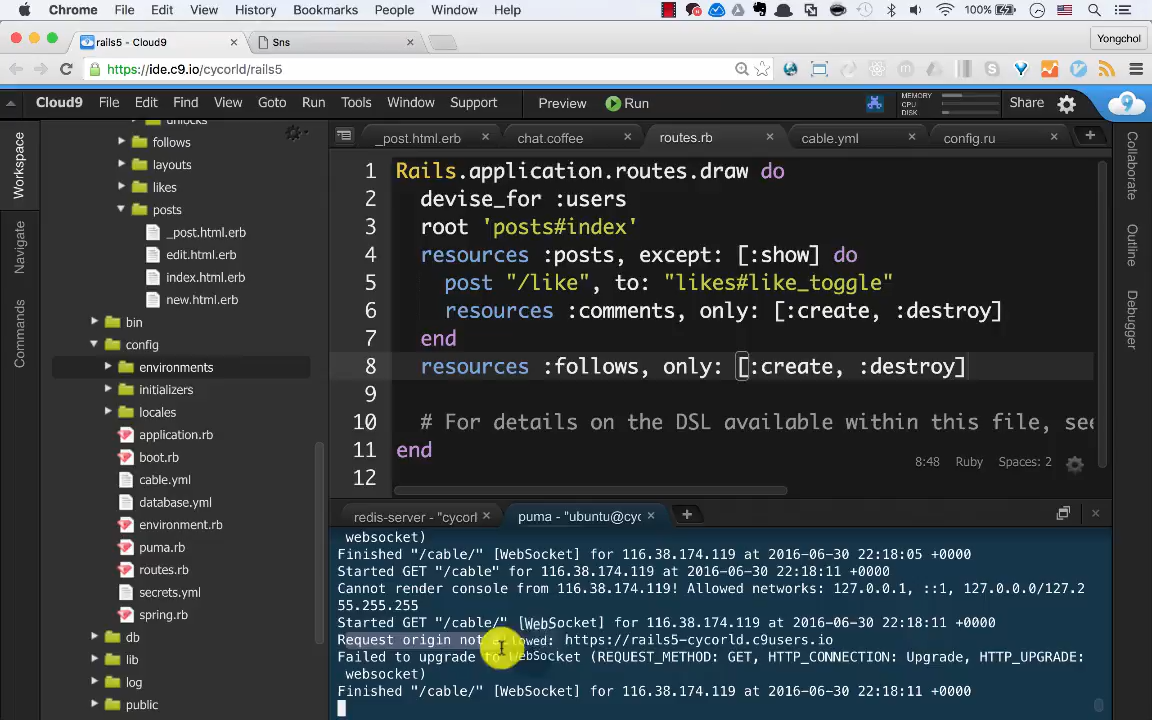 Chrome File Edit View History Bookmarks People Window Help 100%
rails5 - Cloud9 Sns Yongchol
https://ide.c9.io/cycorld/rails5
Cloud9 File Edit Find View Goto Run Tools Window Support Preview Run MEMORY CPU DISK Share
unlocks
follows
layouts
likes
posts
_post.html.erb
edit.html.erb
index.html.erb
new.html.erb
bin
config
environments
initializers
locales
application.rb
boot.rb
cable.yml
database.yml
environment.rb
puma.rb
routes.rb
secrets.yml
spring.rb
db
lib
log
public
Workspace
Navigate
Commands
_post.html.erb chat.coffee routes.rb cable.yml config.ru
1 Rails.application.routes.draw do
2 devise_for :users
3 root 'posts#index'
4 resources :posts, except: [:show] do
5 post "/like", to: "likes#like_toggle"
6 resources :comments, only: [:create, :destroy]
7 end
8 resources :follows, only: [:create, :destroy]
9
10 # For details on the DSL available within this file, see
11 end
12
8:48 Ruby Spaces: 2
Collaborate
Outline
Debugger
redis-server - "cycorl puma - "ubuntu@cyc
websocket)
Finished "/cable/" [WebSocket] for 116.38.174.119 at 2016-06-30 22:18:05 +0000
Started GET "/cable" for 116.38.174.119 at 2016-06-30 22:18:11 +0000
Cannot render console from 116.38.174.119! Allowed networks: 127.0.0.1, ::1, 127.0.0.0/127.2
55.255.255
Started GET "/cable/" [WebSocket] for 116.38.174.119 at 2016-06-30 22:18:11 +0000
Request origin not allowed: https://rails5-cycorld.c9users.io
Failed to upgrade to WebSocket (REQUEST_METHOD: GET, HTTP_CONNECTION: Upgrade, HTTP_UPGRADE:
websocket)
Finished "/cable/" [WebSocket] for 116.38.174.119 at 2016-06-30 22:18:11 +0000